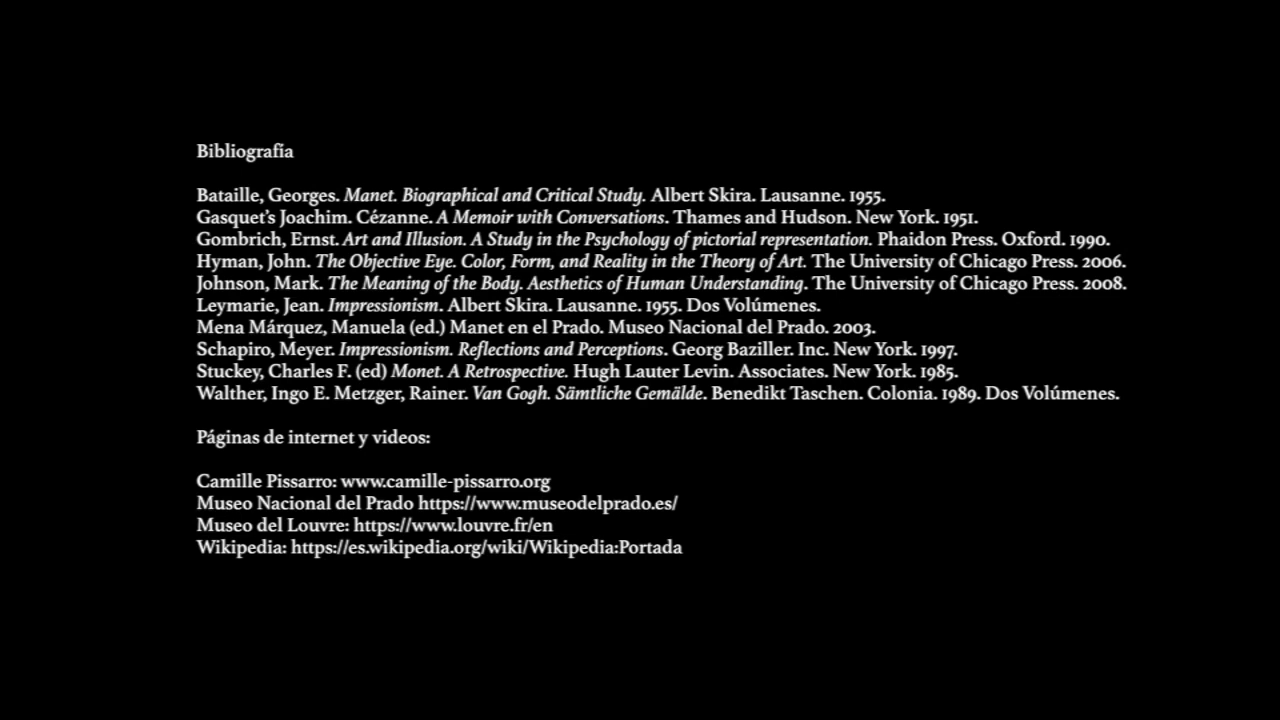 Bibliografía
Bataille, Georges. Manet. Biographical and Critical Study. Albert Skira. Lausanne. 1955.
Gasquet's Joachim. Cézanne. A Memoir with Conversations. Thames and Hudson. New York. 1951.
Gombrich, Ernst. Art and Illusion. A Study in the Psychology of pictorial representation. Phaidon Press. Oxford. 1990.
Hyman, John. The Objective Eye. Color, Form, and Reality in the Theory of Art. The University of Chicago Press. 2006.
Johnson, Mark. The Meaning of the Body. Aesthetics of Human Understanding. The University of Chicago Press. 2008.
Leymarie, Jean. Impressionism. Albert Skira. Lausanne. 1955. Dos Volúmenes.
Mena Márquez, Manuela (ed.) Manet en el Prado. Museo Nacional del Prado. 2003.
Schapiro, Meyer. Impressionism. Reflections and Perceptions. Georg Baziller. Inc. New York. 1997.
Stuckey, Charles F. (ed) Monet. A Retrospective. Hugh Lauter Levin. Associates. New York. 1985.
Walther, Ingo E. Metzger, Rainer. Van Gogh. Sämtliche Gemälde. Benedikt Taschen. Colonia. 1989. Dos Volúmenes.
Páginas de internet y videos:
Camille Pissarro: www.camille-pissarro.org
Museo Nacional del Prado https://www.museodelprado.es/
Museo del Louvre: https://www.louvre.fr/en
Wikipedia: https://es.wikipedia.org/wiki/Wikipedia:Portada